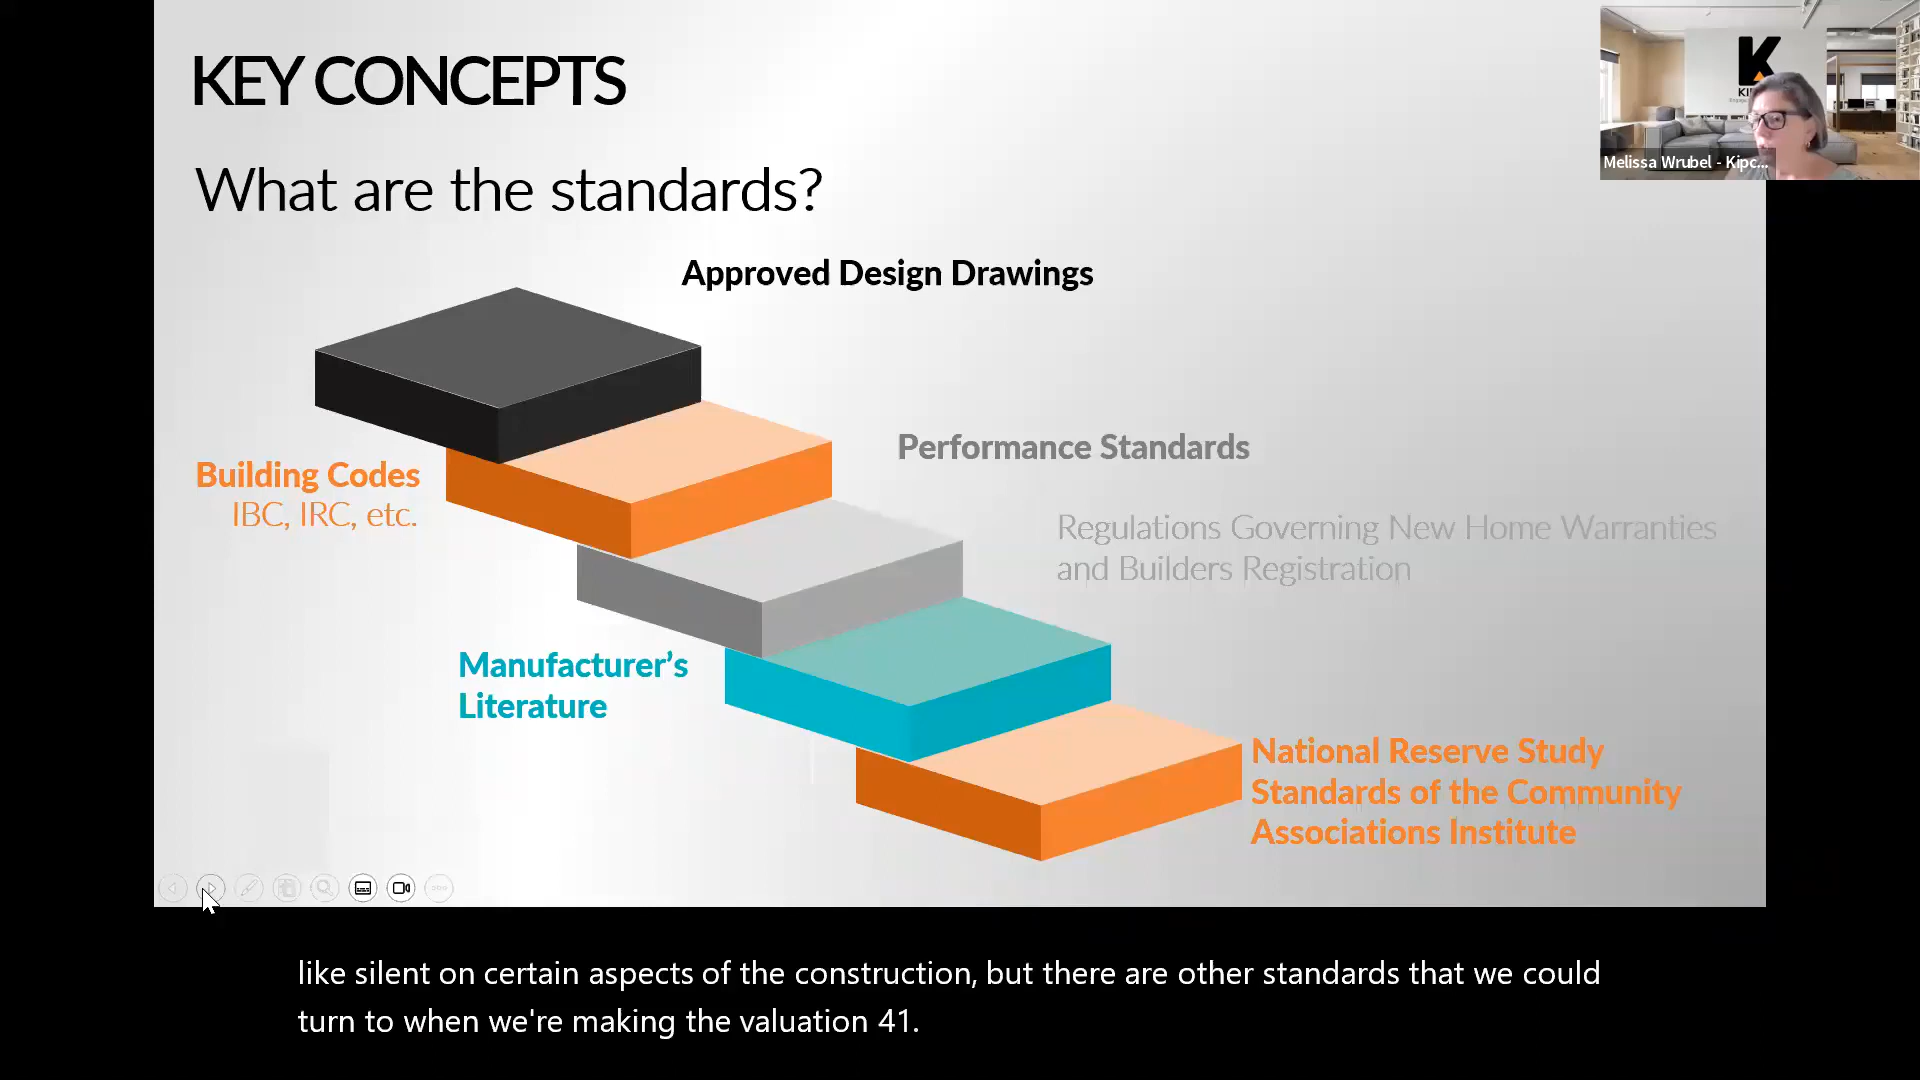 KEY CONCEPTS
What are the standards?
Approved Design Drawings
Building Codes
IBC, IRC, etc.
Performance Standards
Regulations Governing New Home Warranties
and Builders Registration
Manufacturer’s
Literature
National Reserve Study
Standards of the Community
Associations Institute
K
Melissa Wrubel - Kipc...
like silent on certain aspects of the construction, but there are other standards that we could
turn to when we're making the valuation 41.